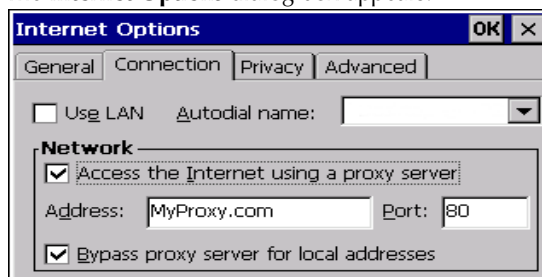 Internet Options OK ×
General Connection Privacy Advanced
Use LAN Autodial name:
Network
Access the Internet using a proxy server
Address: MyProxy.com Port: 80
Bypass proxy server for local addresses